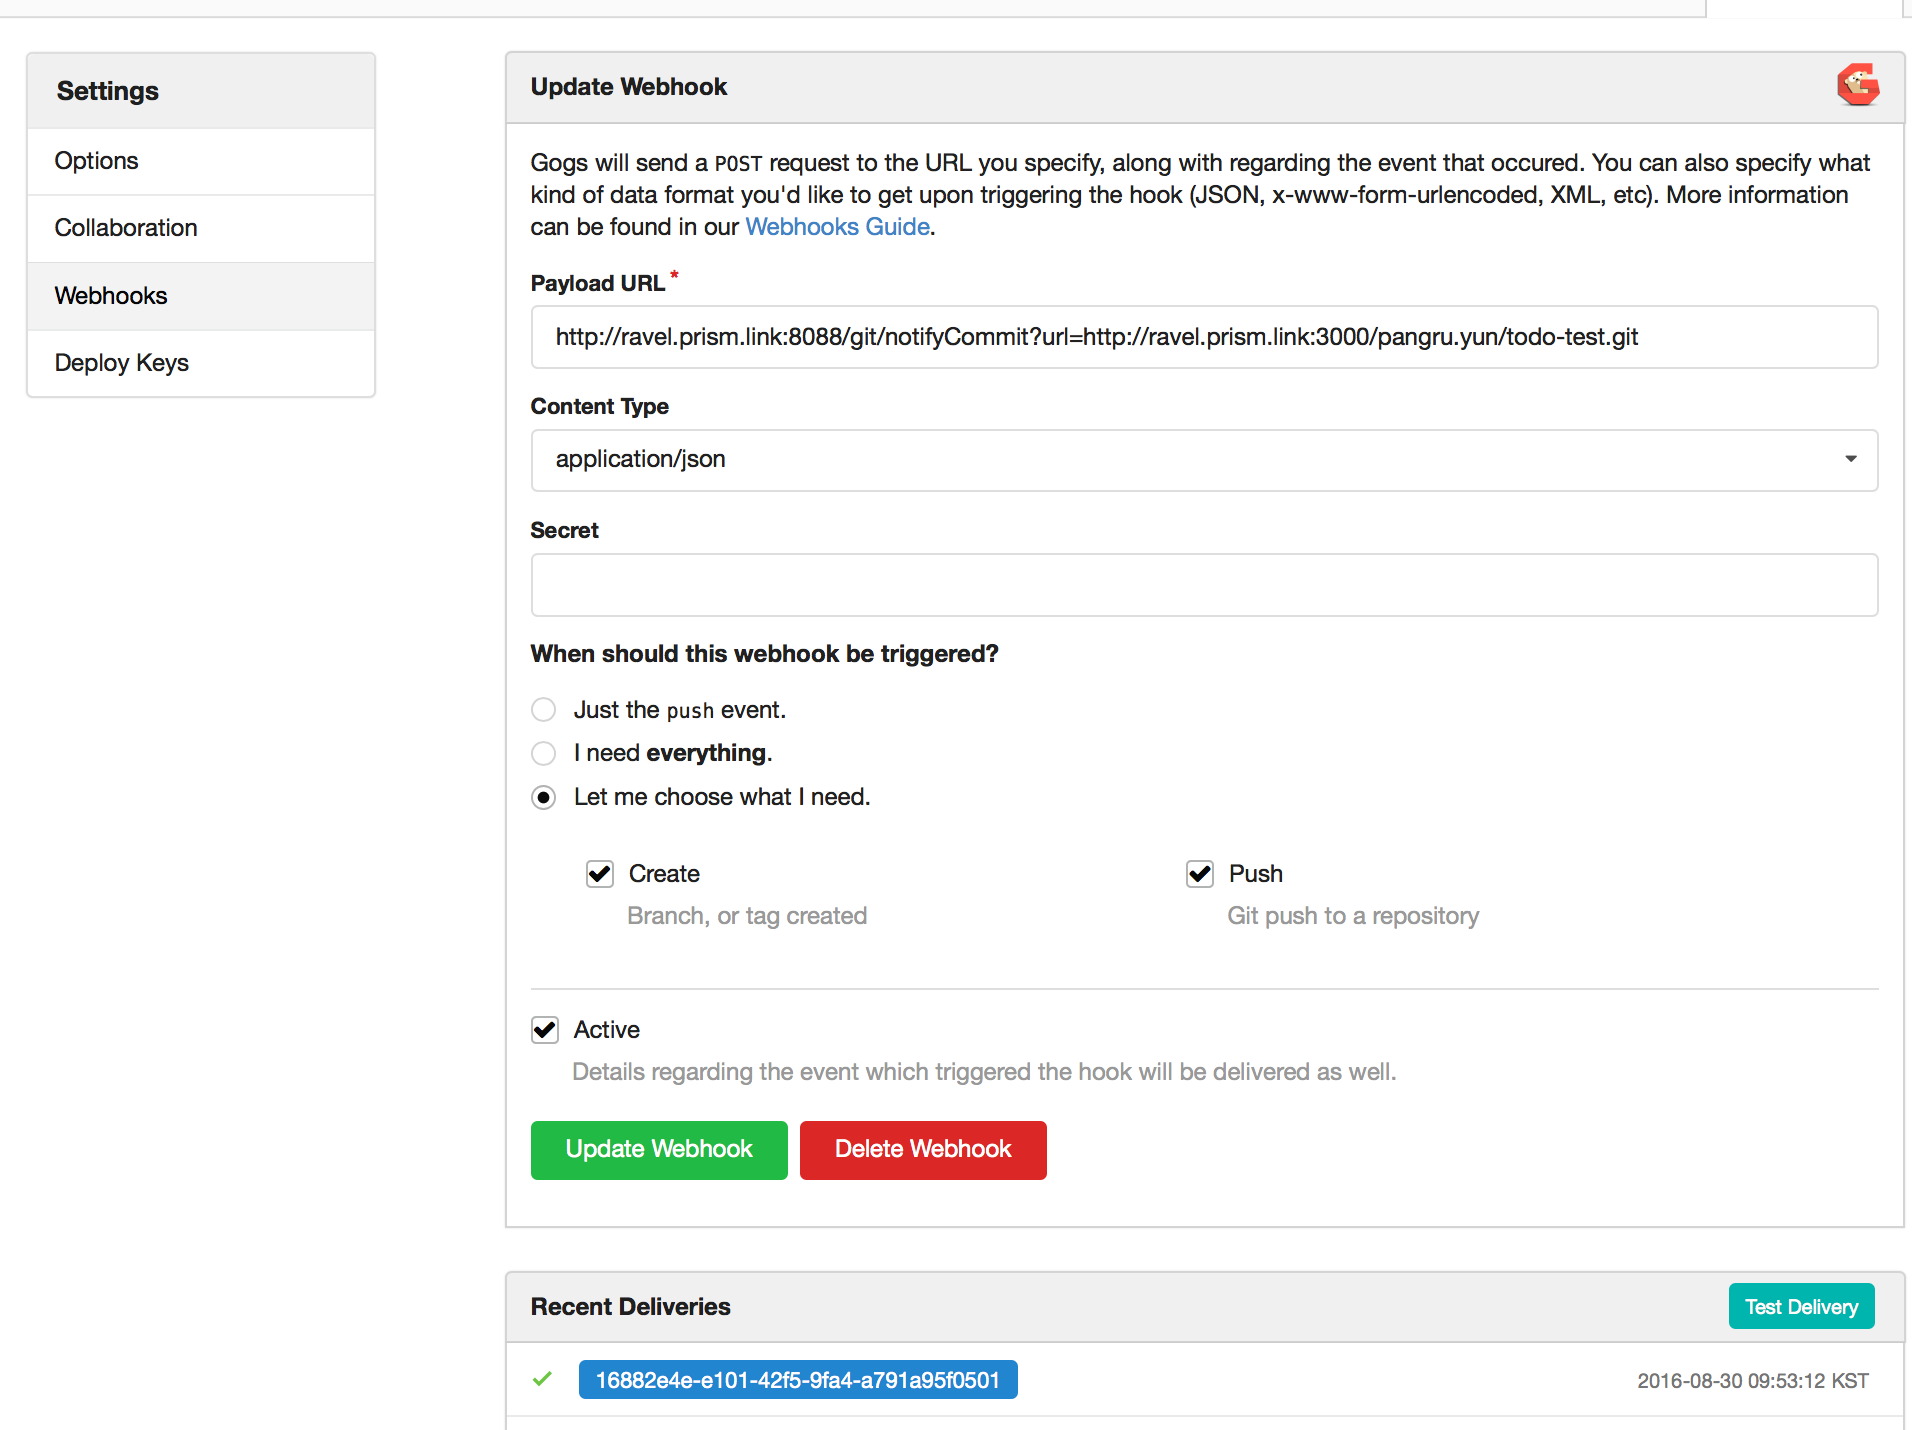 Settings
Options
Collaboration
Webhooks
Deploy Keys
Update Webhook
Gogs will send a POST request to the URL you specify, along with regarding the event that occured. You can also specify what
kind of data format you'd like to get upon triggering the hook (JSON, x-www-form-urlencoded, XML, etc). More information
can be found in our Webhooks Guide.
Payload URL *
http://ravel.prism.link:8088/git/notifyCommit?url=http://ravel.prism.link:3000/pangru.yun/todo-test.git
Content Type
application/json
Secret
When should this webhook be triggered?
Just the push event.
I need everything.
Let me choose what I need.
Create
Branch, or tag created
Push
Git push to a repository
Active
Details regarding the event which triggered the hook will be delivered as well.
Update Webhook
Delete Webhook
Recent Deliveries
Test Delivery
16882e4e-e101-42f5-9fa4-a791a95f0501
2016-08-30 09:53:12 KST